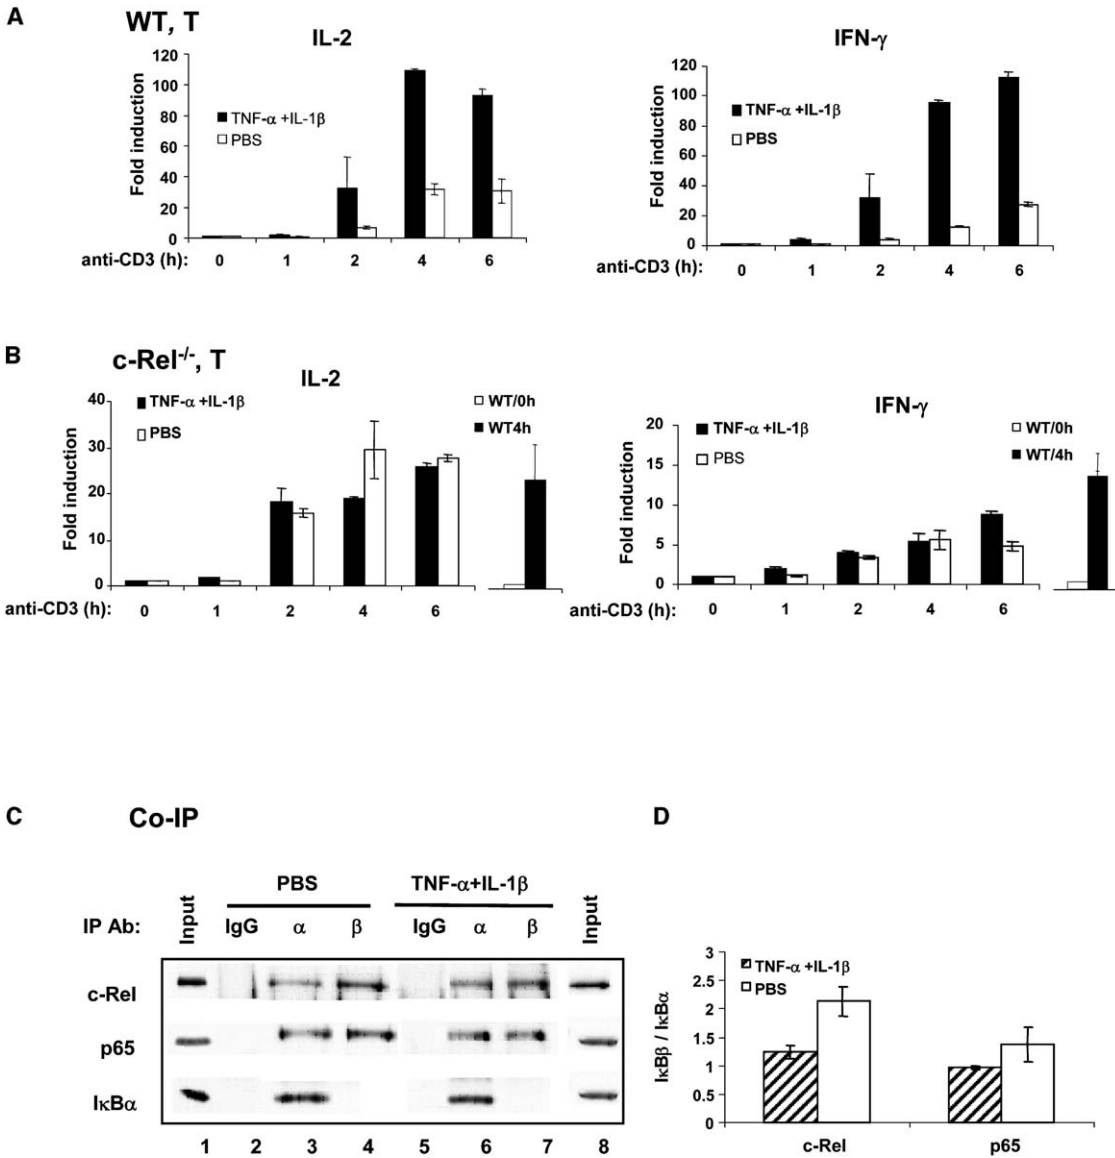 A
WT, T
IL-2
120
100
80
60
40
20
0
Fold induction
TNF-α +IL-1β
PBS
anti-CD3 (h): 0 1 2 4 6
IFN-γ
120
100
80
60
40
20
0
Fold induction
TNF-α +IL-1β
PBS
anti-CD3 (h): 0 1 2 4 6
B
c-Rel-/-, T
IL-2
40
30
20
10
0
Fold induction
TNF-α +IL-1β
PBS
WT/0h
WT4h
anti-CD3 (h): 0 1 2 4 6
IFN-γ
20
15
10
5
0
Fold induction
TNF-α +IL-1β
PBS
WT/0h
WT/4h
anti-CD3 (h): 0 1 2 4 6
C
Co-IP
PBS TNF-α+IL-1β
IP Ab: Input IgG α β IgG α β Input
c-Rel
p65
IκBα
1 2 3 4 5 6 7 8
D
3
2.5
2
1.5
1
0.5
0
IκBβ / IκBα
TNF-α +IL-1β
PBS
c-Rel p65